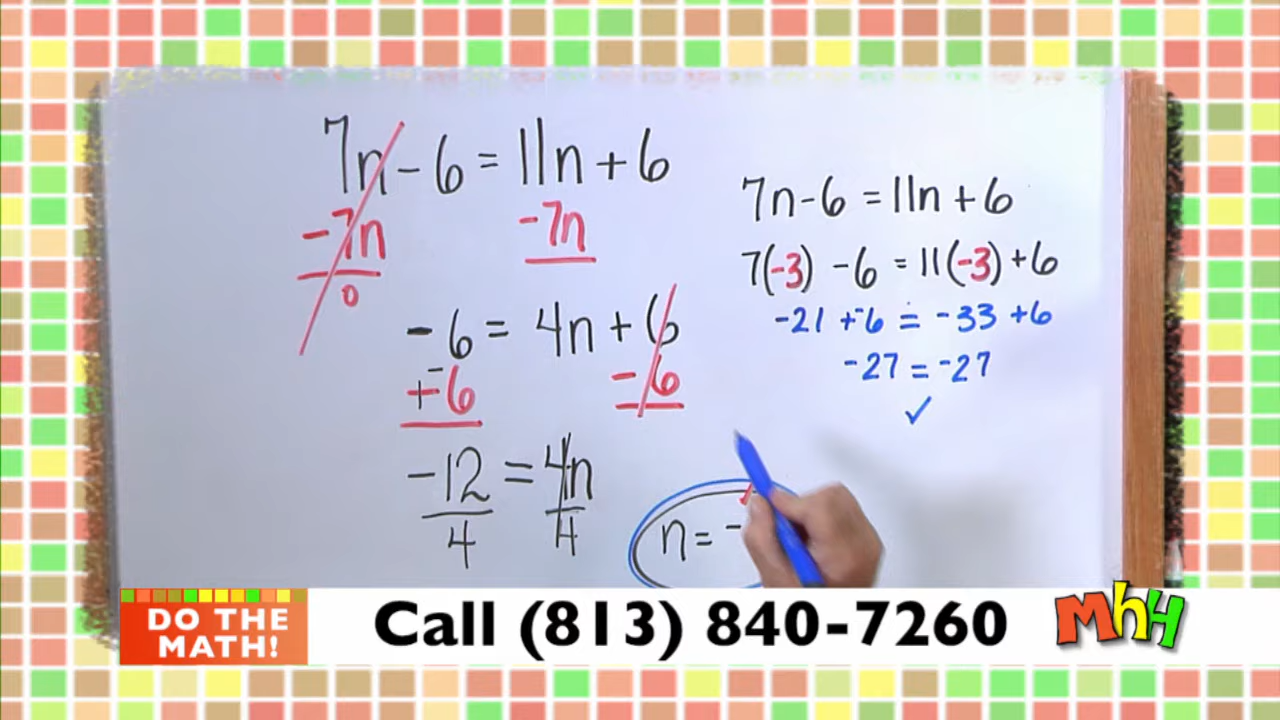 7n - 6 = 11n + 6
-7n -7n
0
-6 = 4n + 6
+-6 -6
-12 = 4n
4 4
n = -
7n - 6 = 11n + 6
7(-3) - 6 = 11(-3) + 6
-21 + -6 = -33 + 6
-27 = -27
✓
DO THE
MATH!
Call (813) 840-7260
MhH